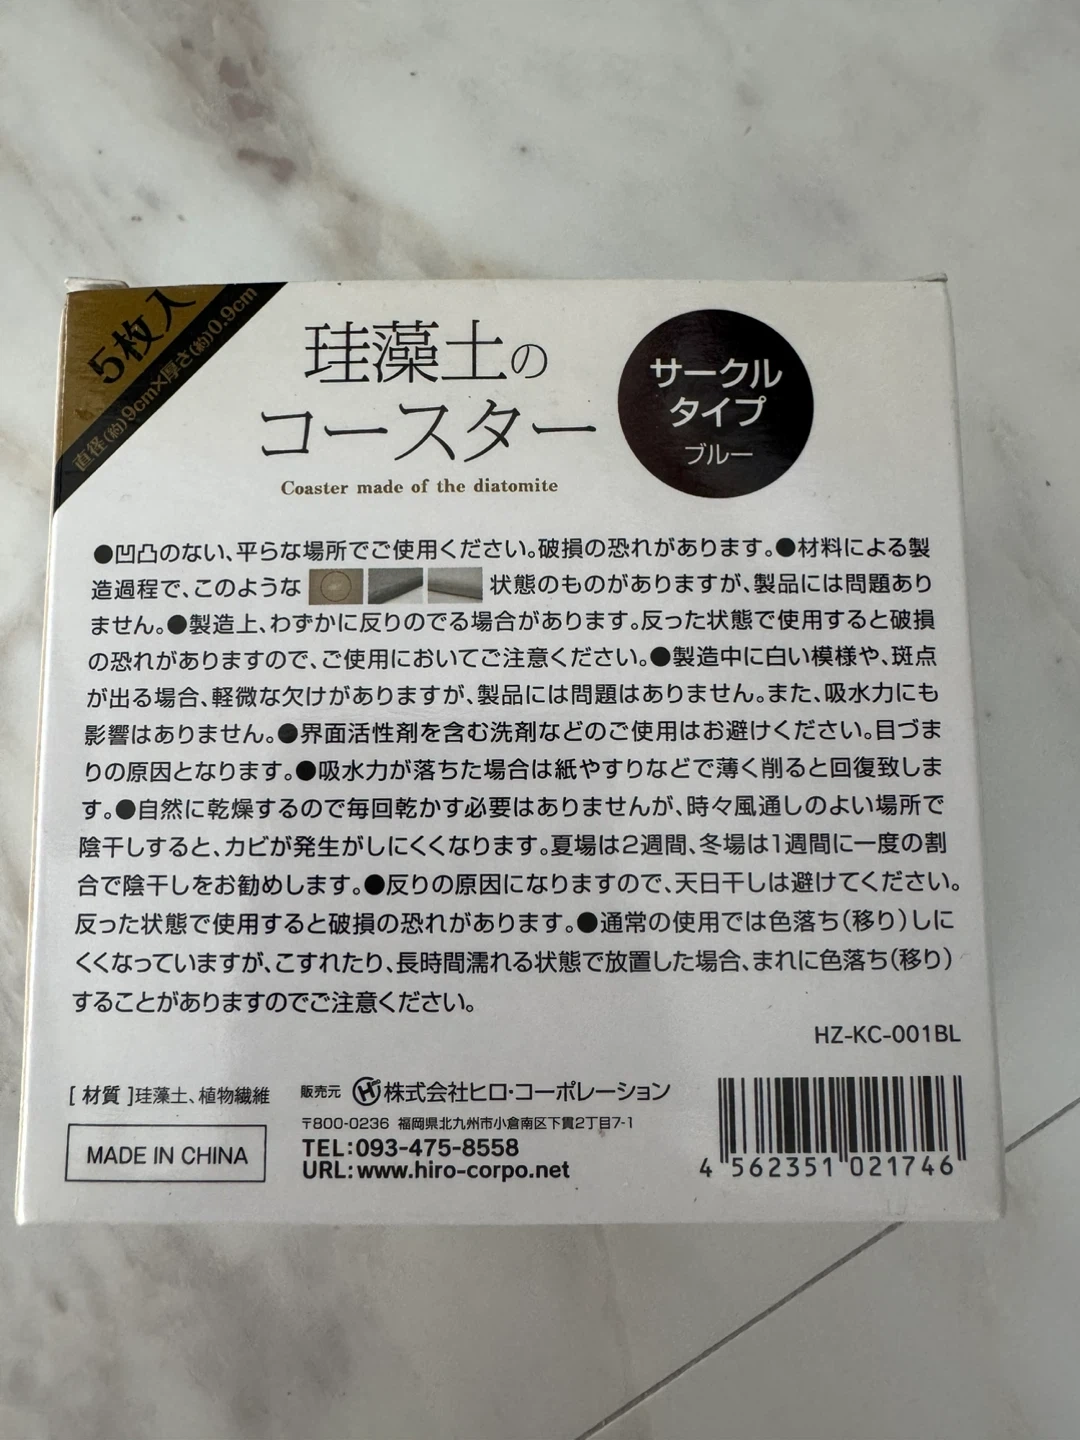 5枚入
直径(約)9cm×厚さ(約)0.9cm
珪藻土の
コースター
Coaster made of the diatomite
サークル
タイプ
ブルー
●凹凸のない、平らな場所でご使用ください。破損の恐れがあります。●材料による製
造過程で、このような 状態のものがありますが、製品には問題あり
ません。●製造上、わずかに反りのでる場合があります。反った状態で使用すると破損
の恐れがありますので、ご使用においてご注意ください。●製造中に白い模様や、斑点
が出る場合、軽微な欠けがありますが、製品には問題はありません。また、吸水力にも
影響はありません。●界面活性剤を含む洗剤などのご使用はお避けください。目づま
りの原因となります。●吸水力が落ちた場合は紙やすりなどで薄く削ると回復致しま
す。●自然に乾燥するので毎回乾かす必要はありませんが、時々風通しのよい場所で
陰干しすると、カビが発生がしにくくなります。夏場は2週間、冬場は1週間に一度の割
合で陰干しをお勧めします。●反りの原因になりますので、天日干しは避けてください。
反った状態で使用すると破損の恐れがあります。●通常の使用では色落ち(移り)しに
くくなっていますが、こすれたり、長時間濡れる状態で放置した場合、まれに色落ち(移り)
することがありますのでご注意ください。
HZ-KC-001BL
[ 材質 ]珪藻土、植物繊維
MADE IN CHINA
販売元 株式会社ヒロ・コーポレーション
〒800-0236 福岡県北九州市小倉南区下貫2丁目7-1
TEL:093-475-8558
URL:www.hiro-corpo.net
4 562351 021746